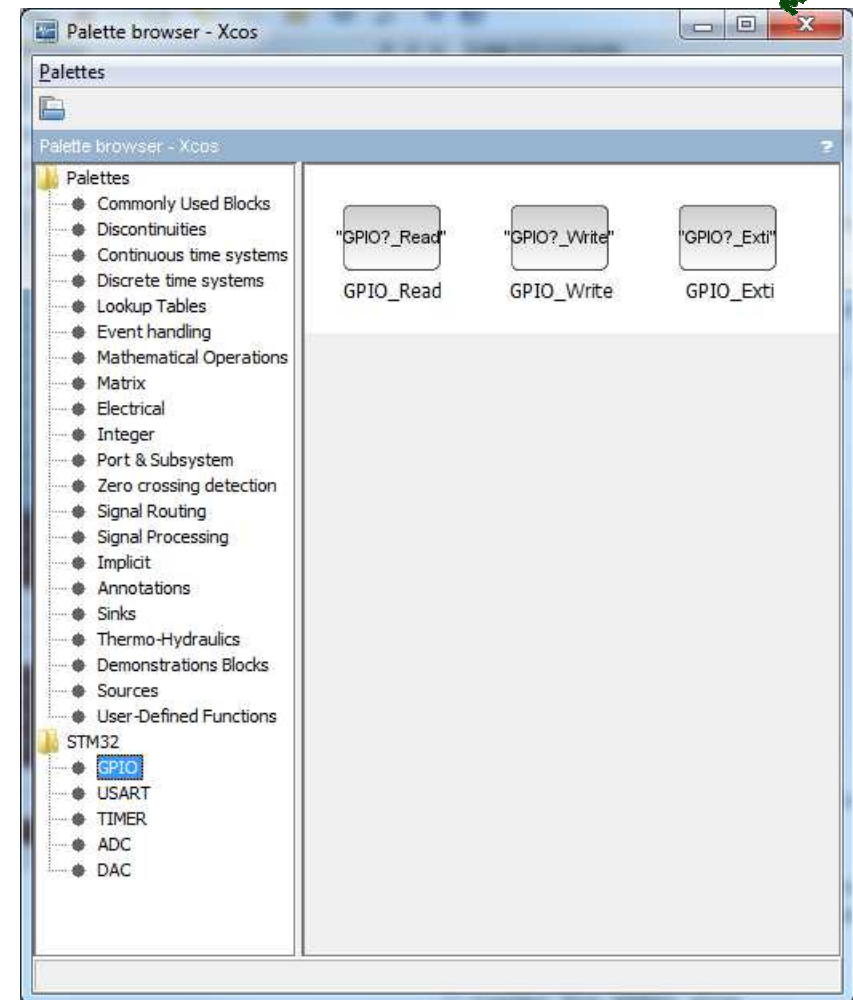 Palette browser - Xcos
Palettes
Palette browser - Xcos ?
Palettes
Commonly Used Blocks
Discontinuities
Continuous time systems
Discrete time systems
Lookup Tables
Event handling
Mathematical Operations
Matrix
Electrical
Integer
Port & Subsystem
Zero crossing detection
Signal Routing
Signal Processing
Implicit
Annotations
Sinks
Thermo-Hydraulics
Demonstrations Blocks
Sources
User-Defined Functions
STM32
GPIO
USART
TIMER
ADC
DAC
"GPIO?_Read" "GPIO?_Write" "GPIO?_Exti"
GPIO_Read GPIO_Write GPIO_Exti